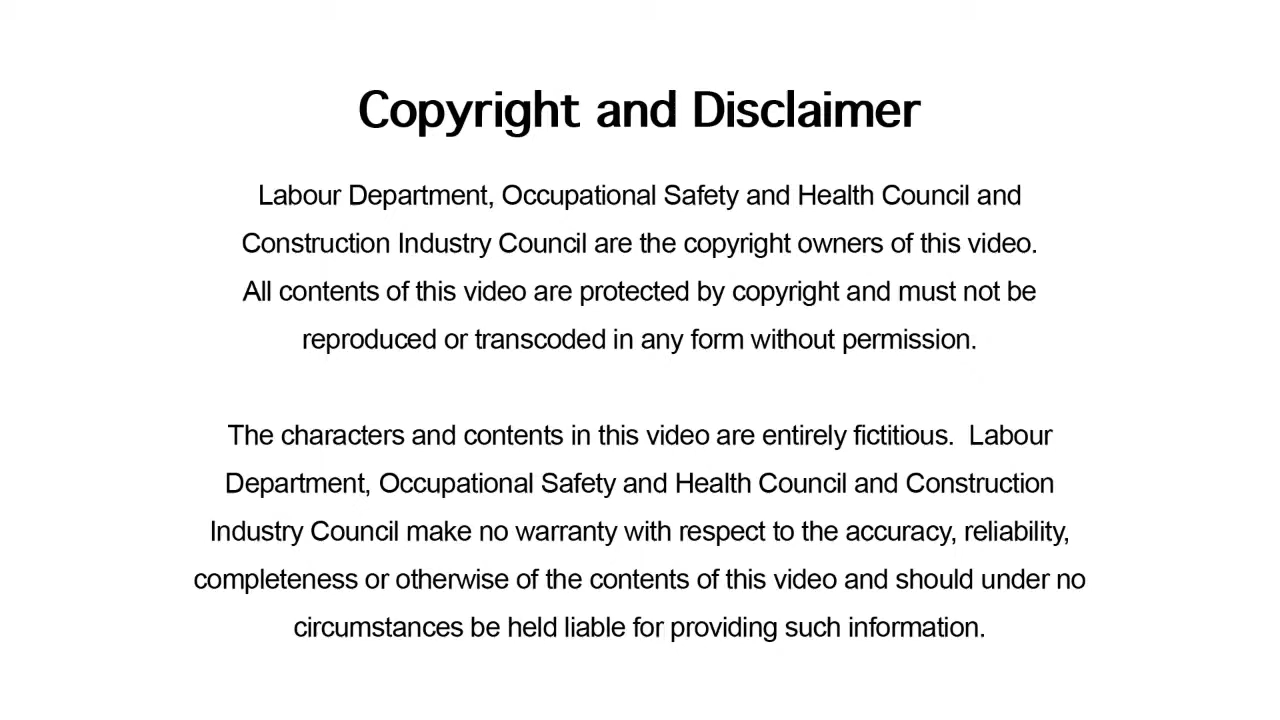 Copyright and Disclaimer
Labour Department, Occupational Safety and Health Council and
Construction Industry Council are the copyright owners of this video.
All contents of this video are protected by copyright and must not be
reproduced or transcoded in any form without permission.
The characters and contents in this video are entirely fictitious.  Labour
Department, Occupational Safety and Health Council and Construction
Industry Council make no warranty with respect to the accuracy, reliability,
completeness or otherwise of the contents of this video and should under no
circumstances be held liable for providing such information.